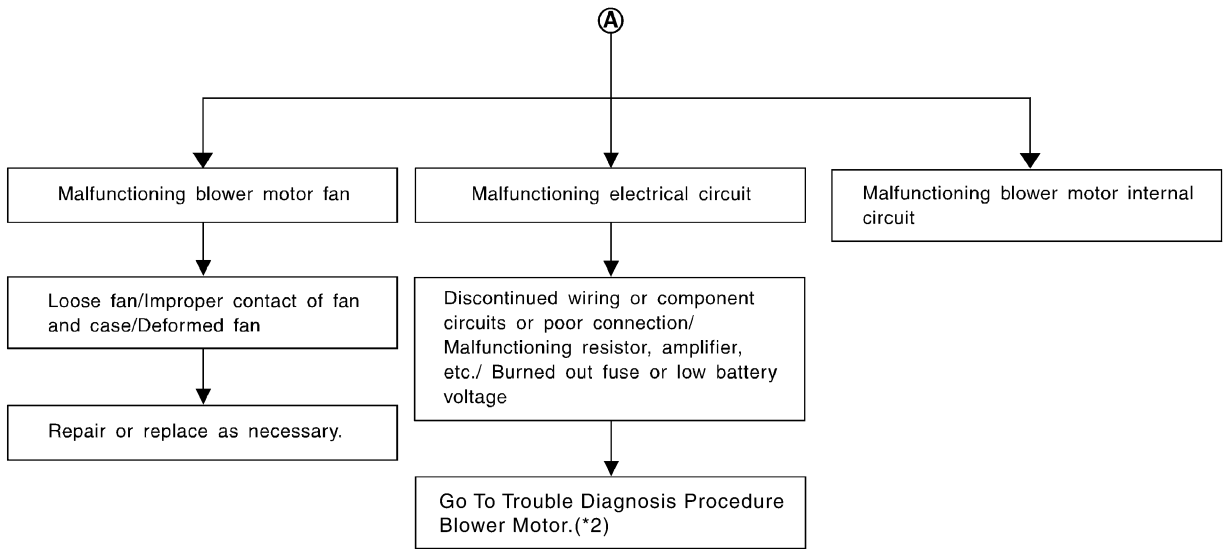 A
Malfunctioning blower motor fan
Loose fan/Improper contact of fan
and case/Deformed fan
Repair or replace as necessary.
Malfunctioning electrical circuit
Discontinued wiring or component
circuits or poor connection/
Malfunctioning resistor, amplifier,
etc./ Burned out fuse or low battery
voltage
Go To Trouble Diagnosis Procedure
Blower Motor.(*2)
Malfunctioning blower motor internal
circuit